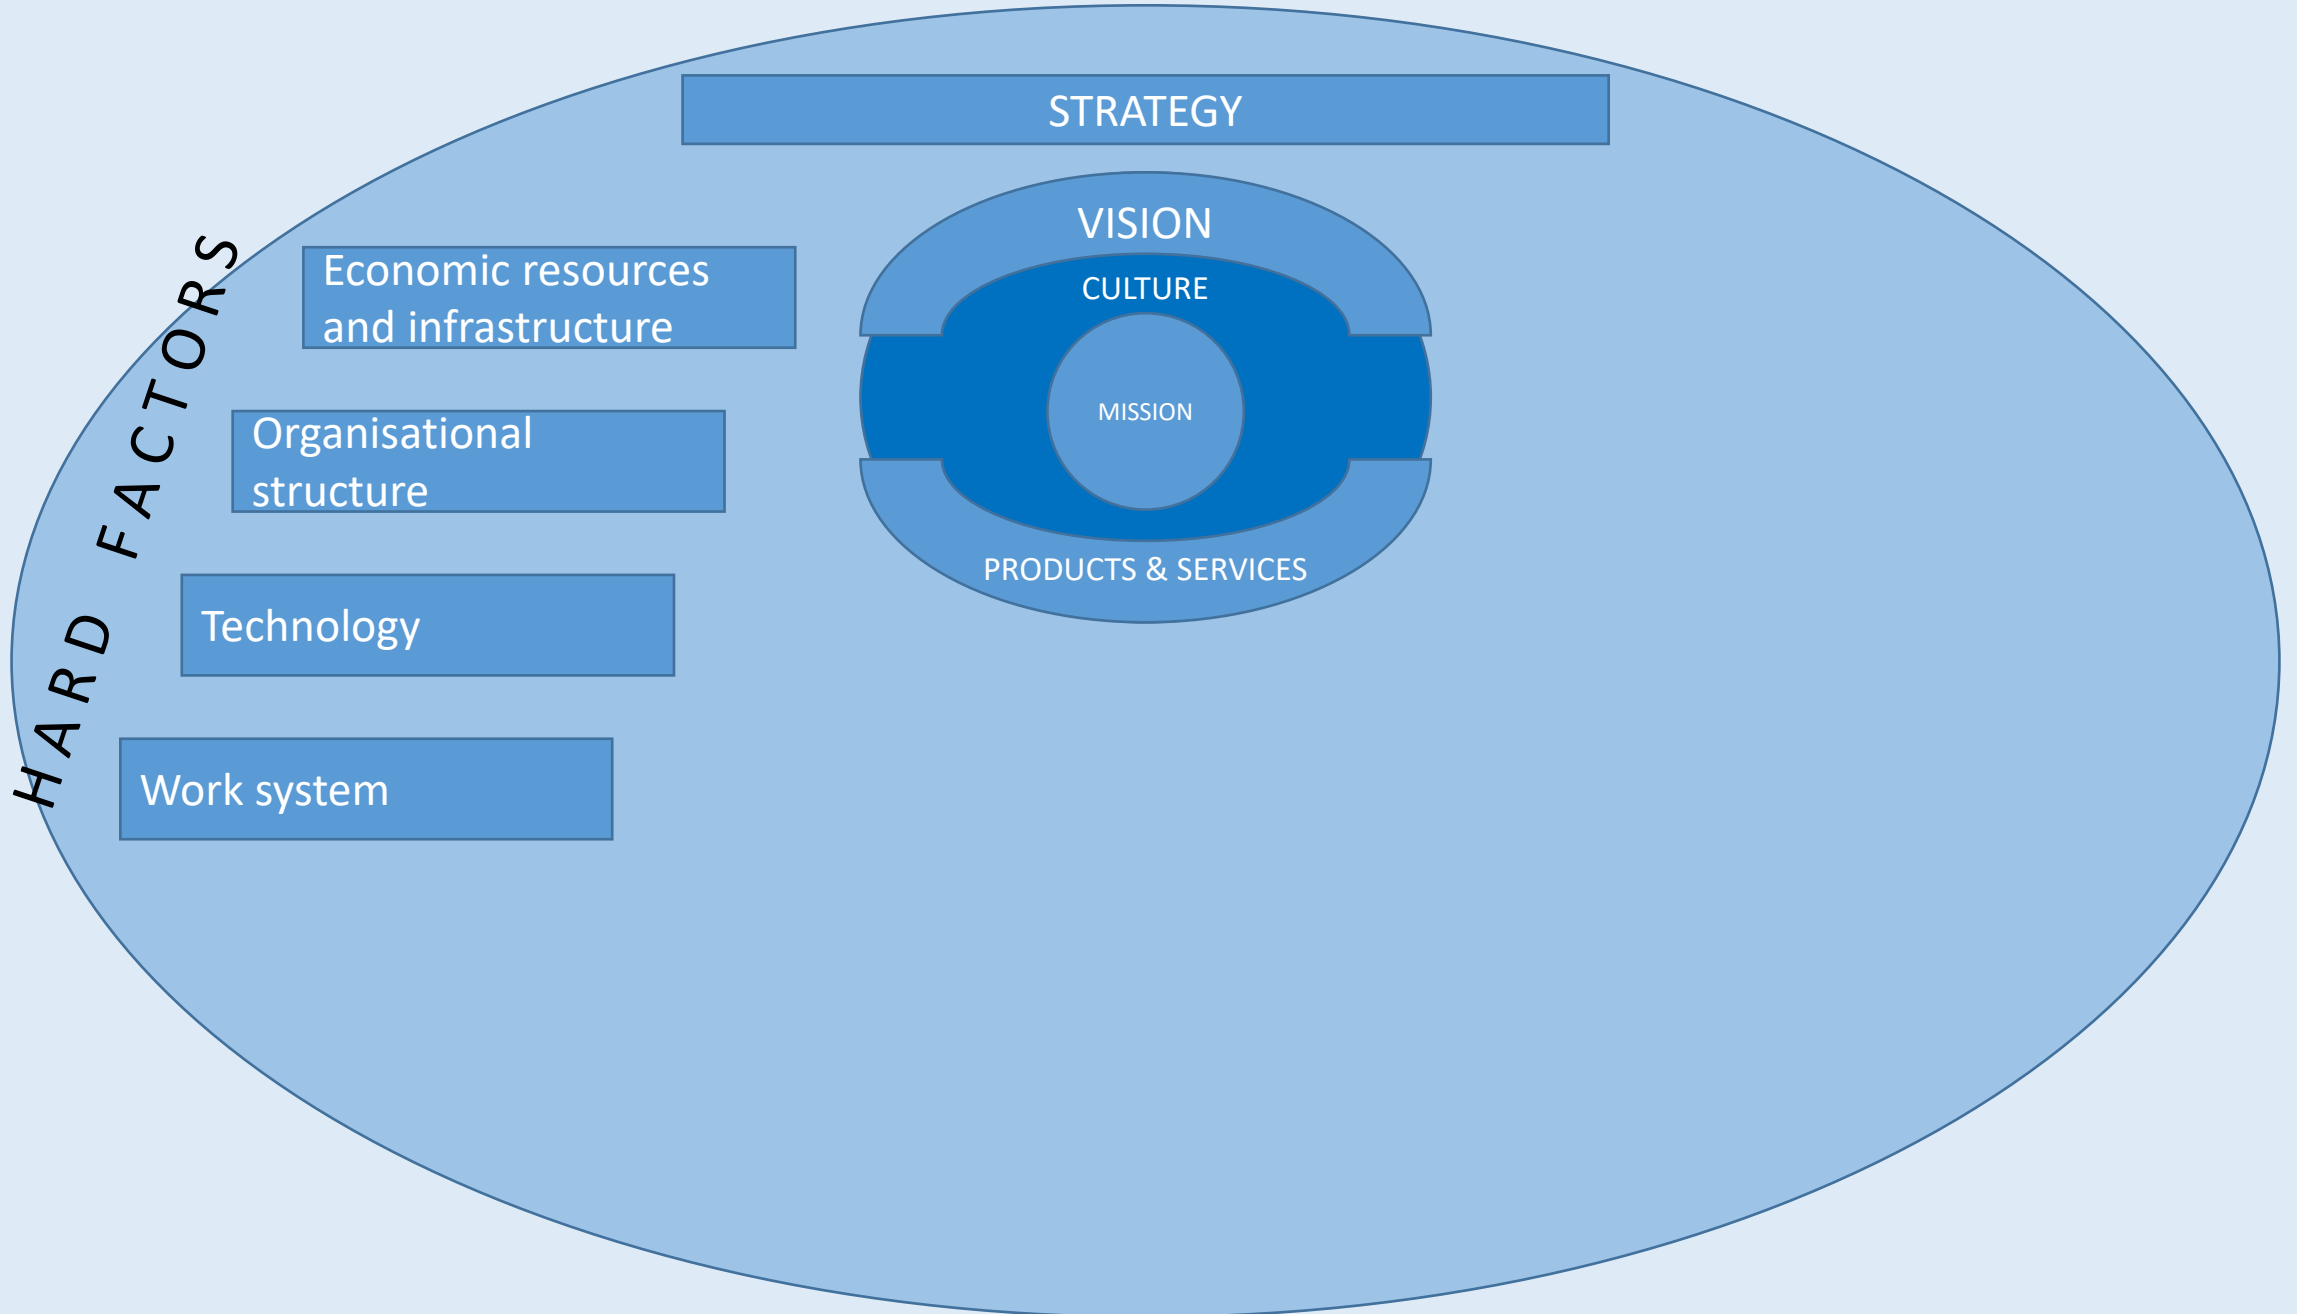 STRATEGY
VISION
CULTURE
MISSION
PRODUCTS & SERVICES
HARD FACTORS
Economic resources
and infrastructure
Organisational
structure
Technology
Work system